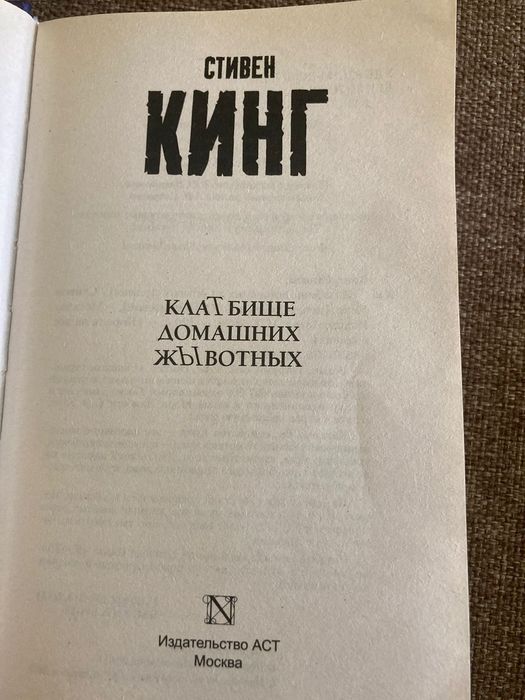 СТИВЕН
КИНГ
КЛАТБИЩЕ
ДОМАШНИХ
ЖЫВОТНЫХ
Издательство АСТ
Москва